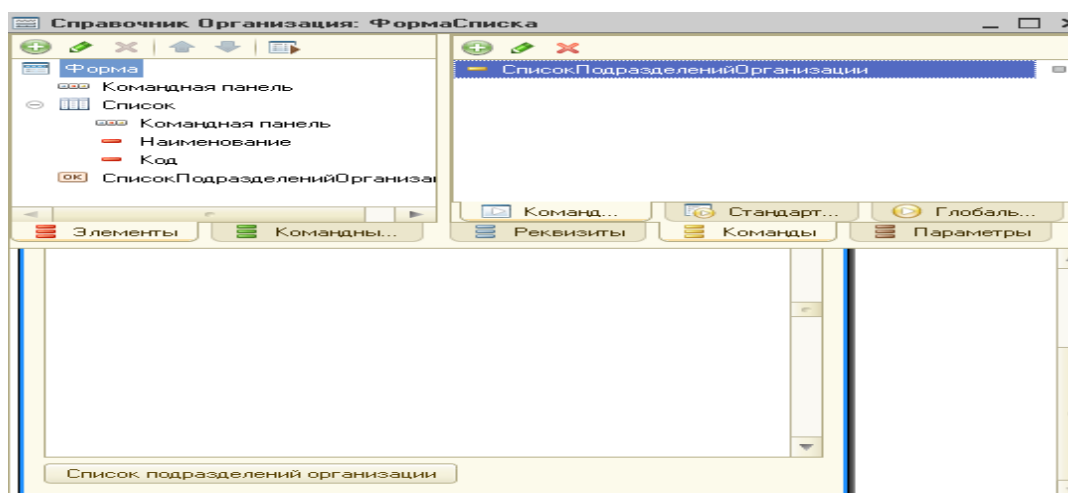 Справочник Организация: ФормаСписка
Форма
Командная панель
Список
Командная панель
Наименование
Код
СписокПодразделенийОрганиза
СписокПодразделенийОрганизации
Команд... Стандарт... Глобаль...
Элементы Командны... Реквизиты Команды Параметры
Список подразделений организации